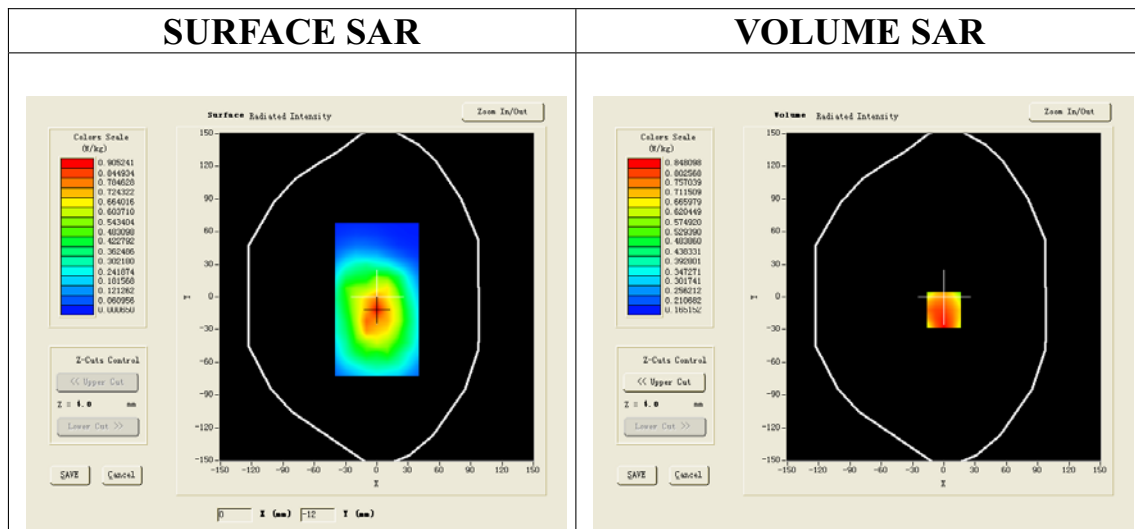 SURFACE SAR
VOLUME SAR
Surface Radiated Intensity
Zoom In/Out
Colors Scale
(W/kg)
0.905241
0.844934
0.784628
0.724322
0.664016
0.603710
0.543404
0.483098
0.422792
0.362486
0.302180
0.241874
0.181568
0.121262
0.060956
0.000650
Z-Cuts Control
<< Upper Cut
Z = 4.0 mm
Lower Cut >>
SAVE
Cancel
150
120
90
60
30
0
-30
-60
-90
-120
-150
Y
-150 -120 -90 -60 -30 0 30 60 90 120 150
X
0 X (mm) -12 Y (mm)
Volume Radiated Intensity
Zoom In/Out
Colors Scale
(W/kg)
0.848098
0.802568
0.757039
0.711509
0.665979
0.620449
0.574920
0.529390
0.483860
0.438331
0.392801
0.347271
0.301741
0.256212
0.210682
0.165152
Z-Cuts Control
<< Upper Cut
Z = 4.0 mm
Lower Cut >>
SAVE
Cancel
150
120
90
60
30
0
-30
-60
-90
-120
-150
Y
-150 -120 -90 -60 -30 0 30 60 90 120 150
X